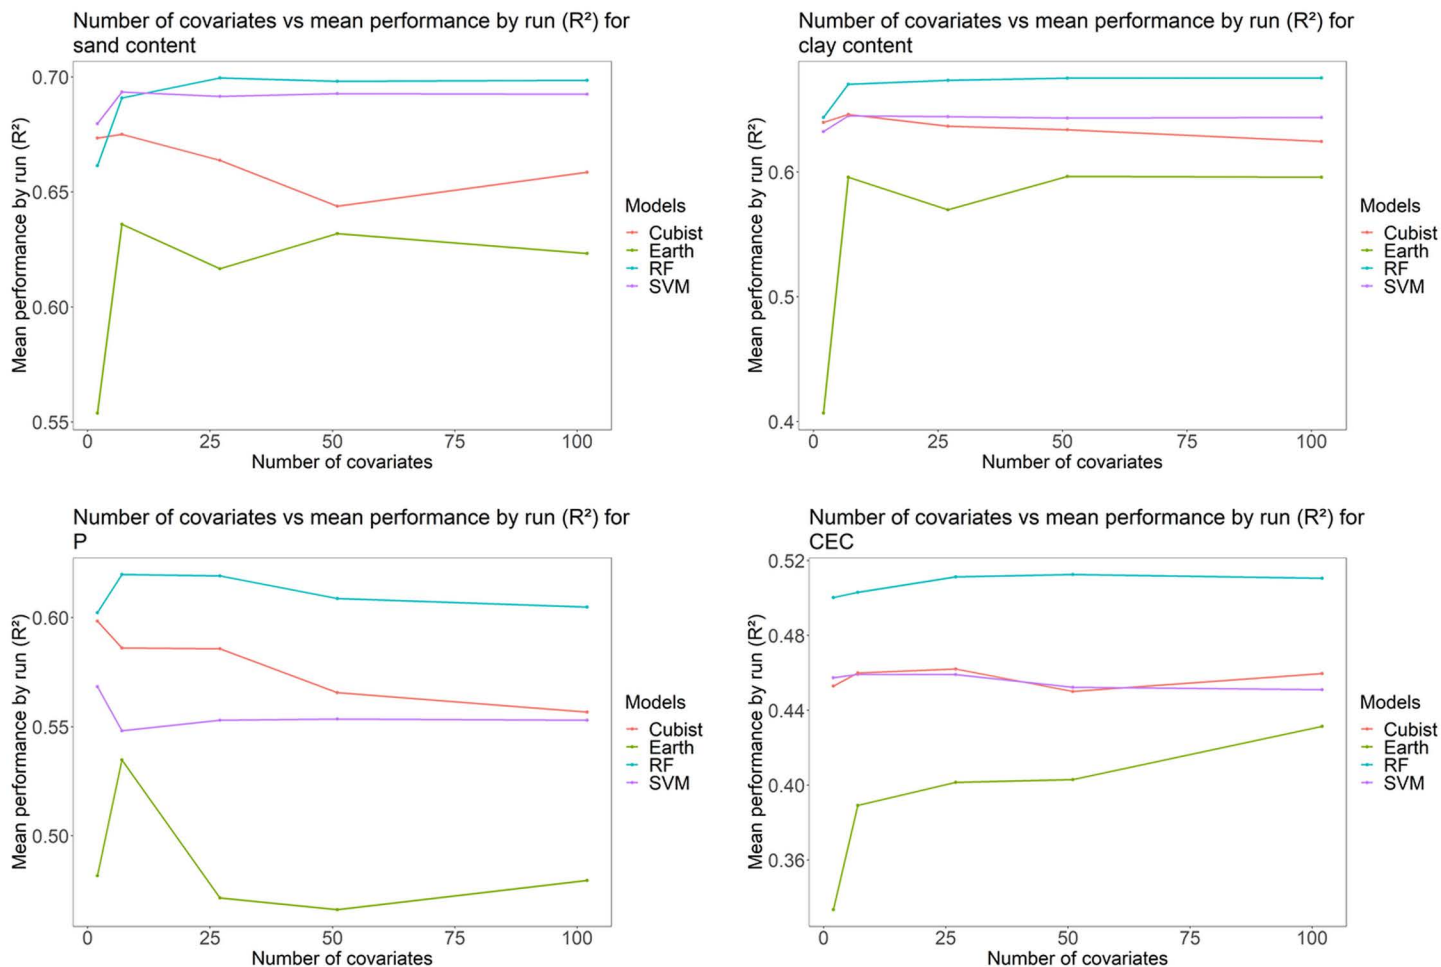 Number of covariates vs mean performance by run (R²) for
sand content
Mean performance by run (R²)
0.70
0.65
0.60
0.55
0
25
50
75
100
Number of covariates
Models
Cubist
Earth
RF
SVM
Number of covariates vs mean performance by run (R²) for
clay content
Mean performance by run (R²)
0.6
0.5
0.4
0
25
50
75
100
Number of covariates
Models
Cubist
Earth
RF
SVM
Number of covariates vs mean performance by run (R²) for
P
Mean performance by run (R²)
0.60
0.55
0.50
0
25
50
75
100
Number of covariates
Models
Cubist
Earth
RF
SVM
Number of covariates vs mean performance by run (R²) for
CEC
Mean performance by run (R²)
0.52
0.48
0.44
0.40
0.36
0
25
50
75
100
Number of covariates
Models
Cubist
Earth
RF
SVM